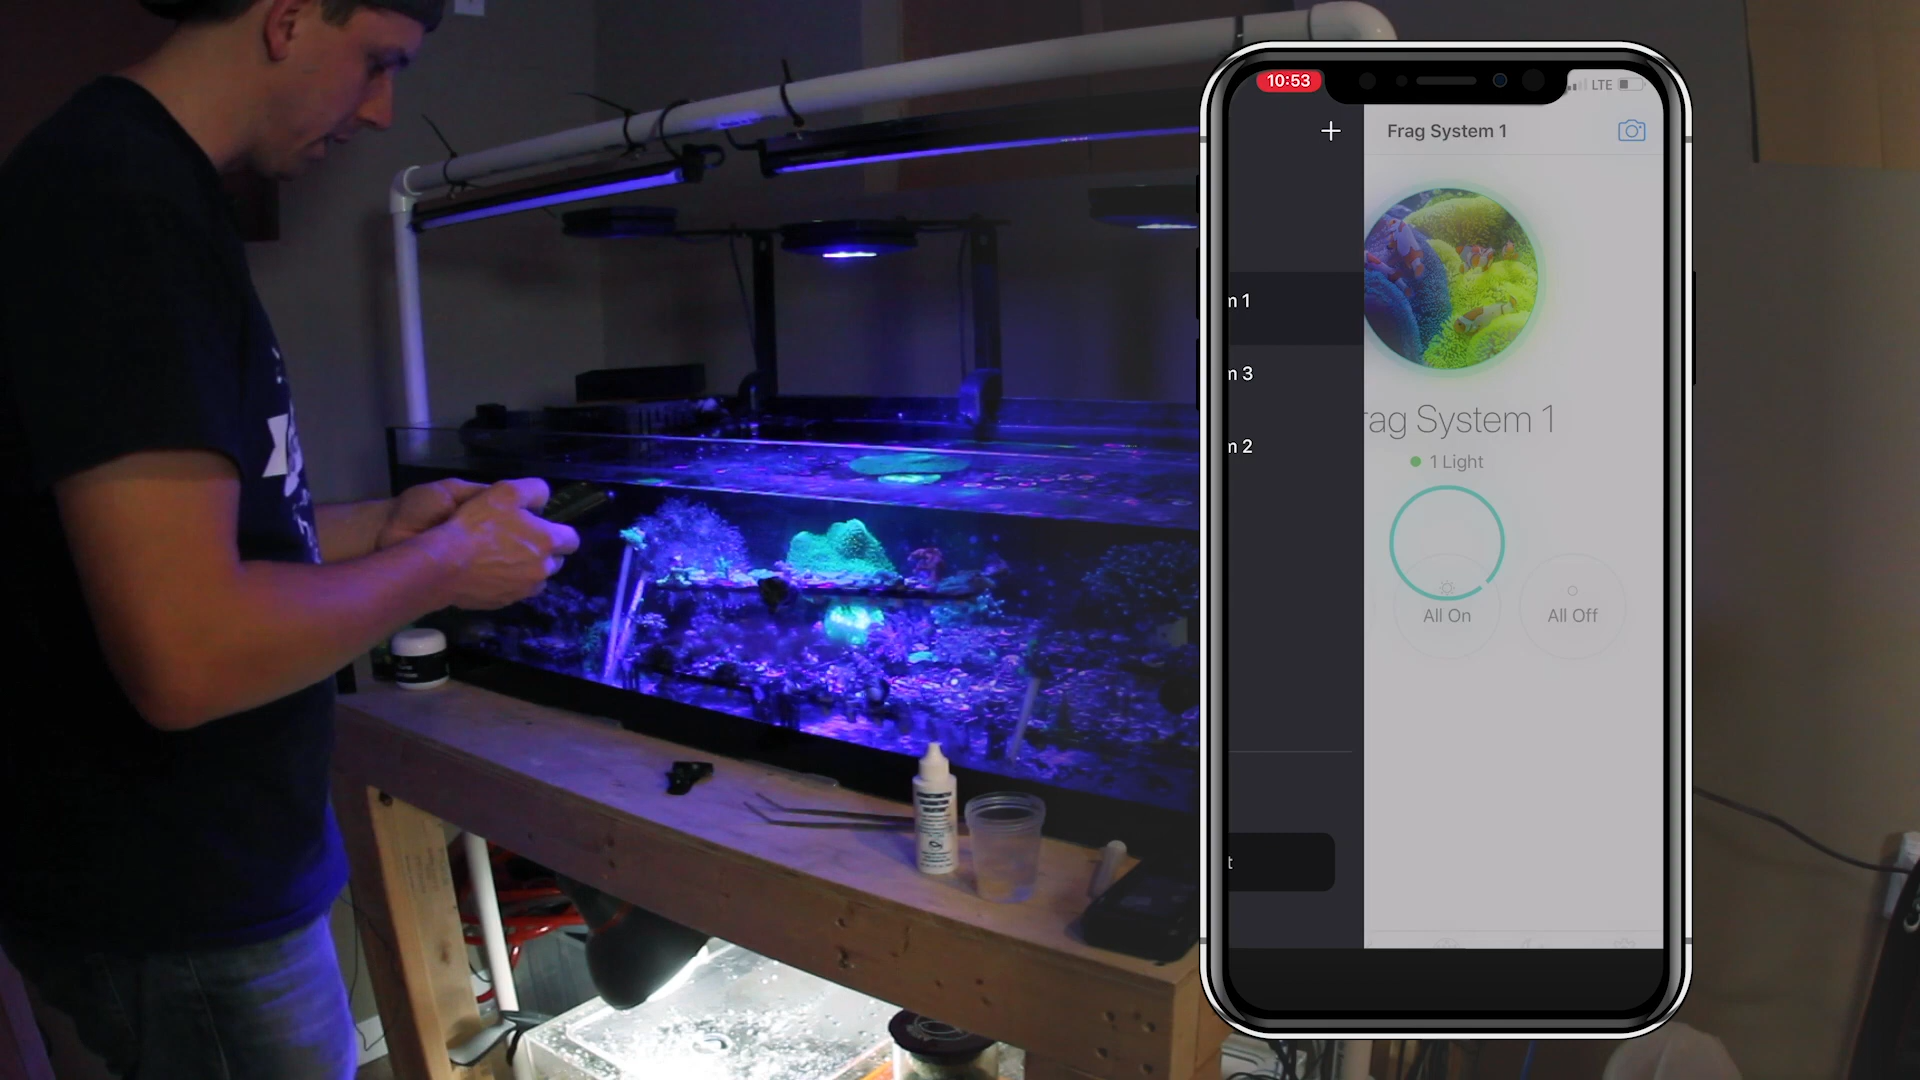 10:53
LTE
+
Frag System 1
n 1
n 3
n 2
rag System 1
1 Light
All On
All Off
t